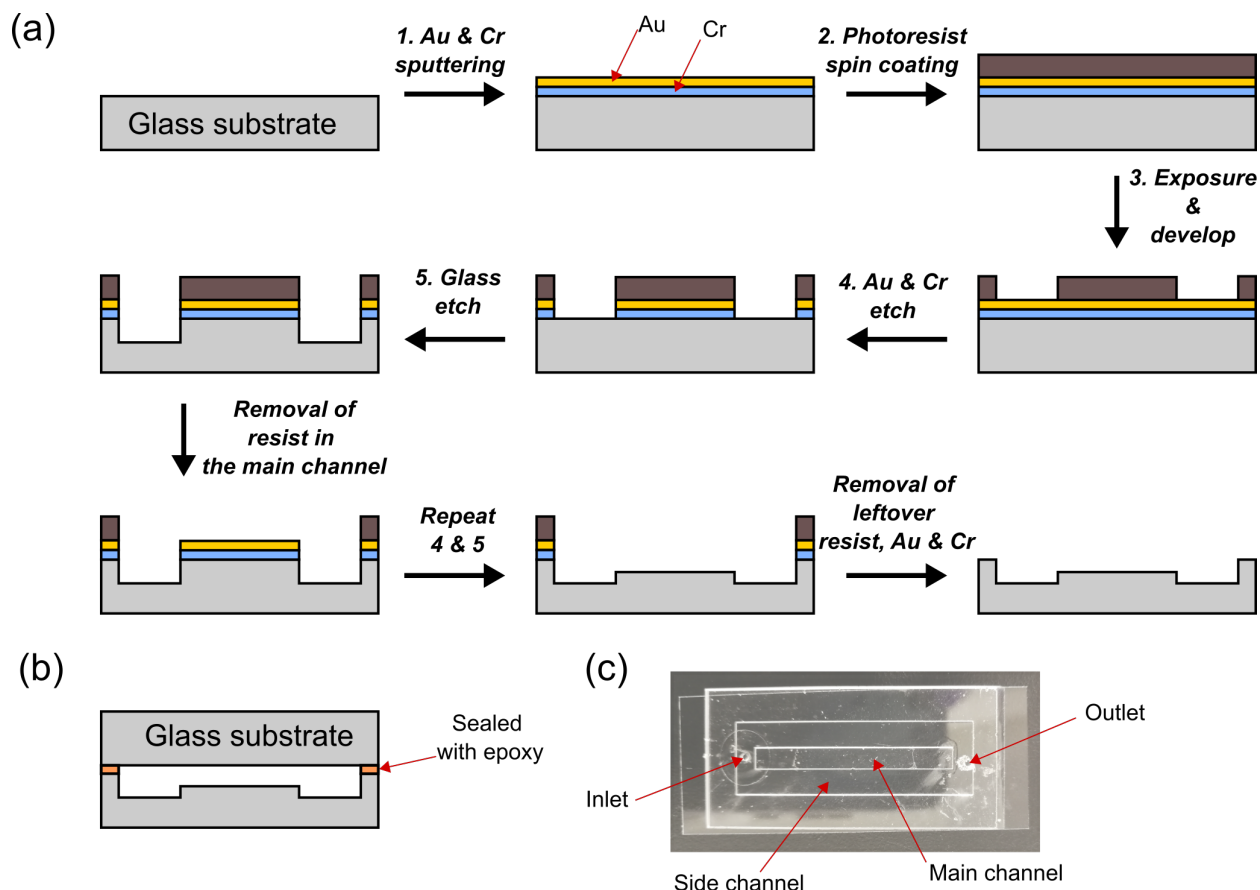 (a)
1. Au & Cr
sputtering
Au
Cr
2. Photoresist
spin coating
Glass substrate
3. Exposure
&
develop
5. Glass
etch
4. Au & Cr
etch
Removal of
resist in
the main channel
Repeat
4 & 5
Removal of
leftover
resist, Au & Cr
(b)
Glass substrate
Sealed
with epoxy
(c)
Outlet
Inlet
Side channel
Main channel